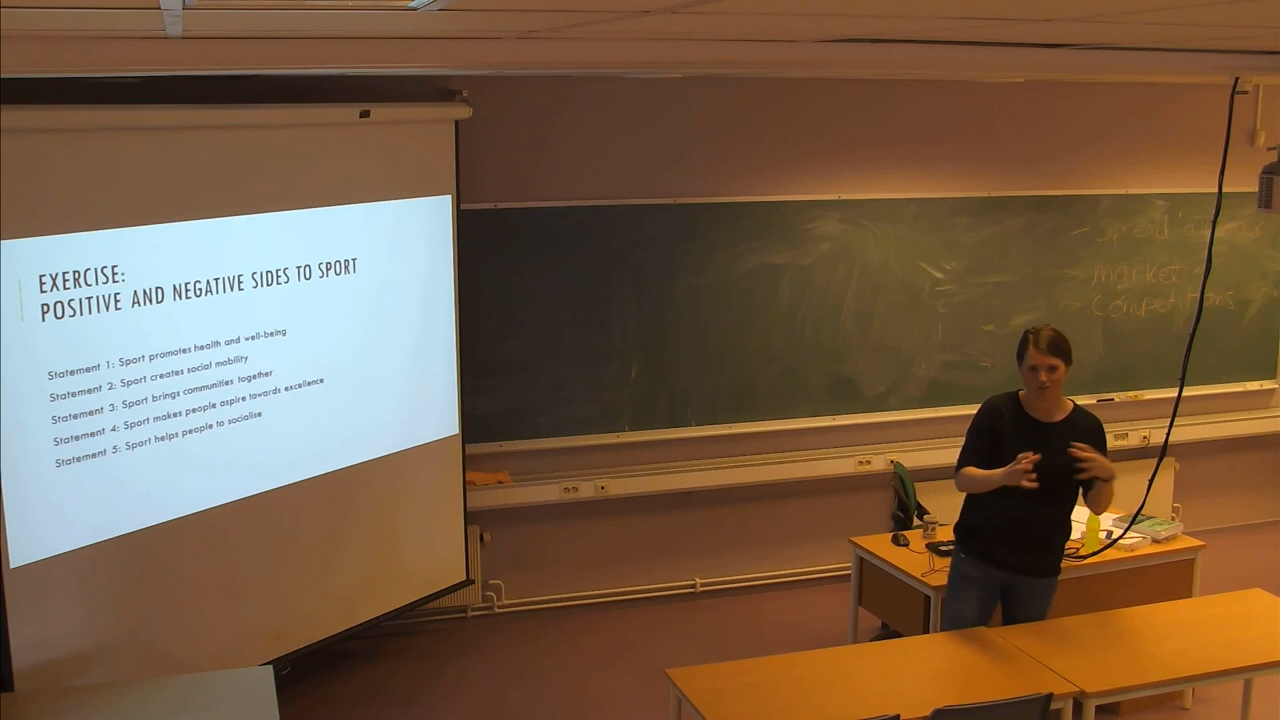 EXERCISE:
POSITIVE AND NEGATIVE SIDES TO SPORT
Statement 1: Sport promotes health and well-being
Statement 2: Sport creates social mobility
Statement 3: Sport brings communities together
Statement 4: Sport makes people aspire towards excellence
Statement 5: Sport helps people to socialise
- Spread
- market
- Competitions